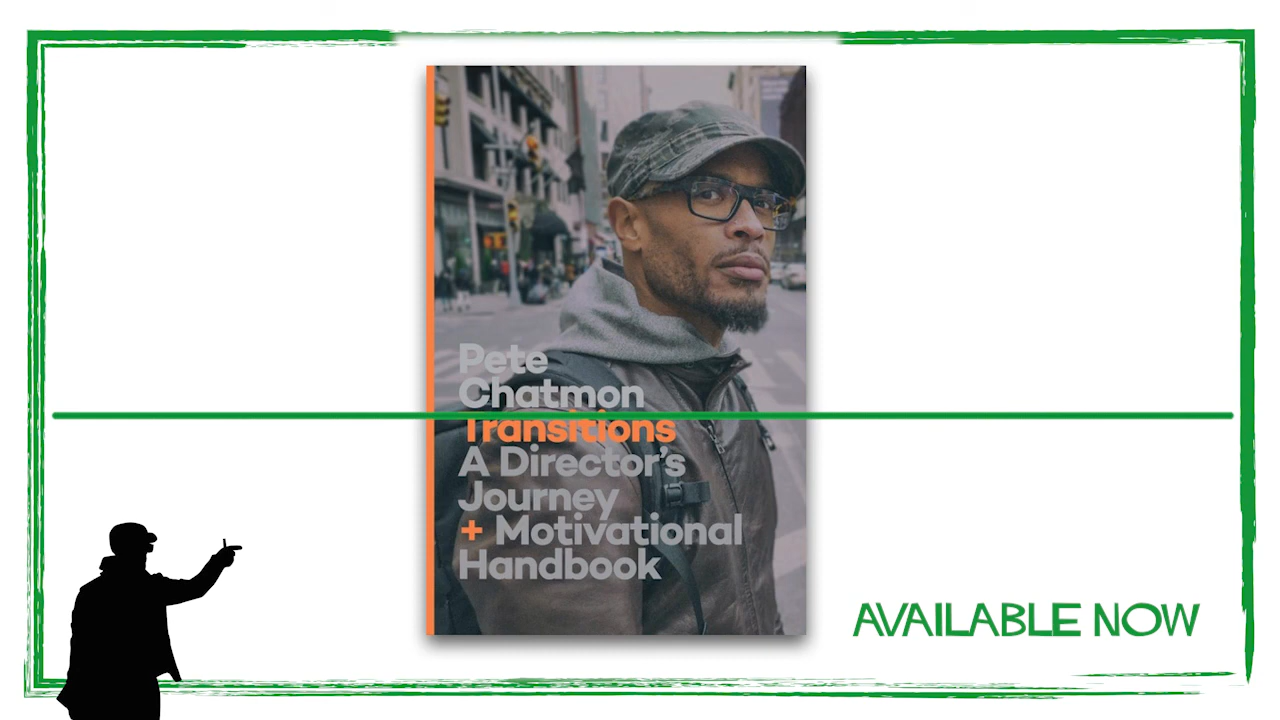 Pete
Chatmon
Transitions
A Director's
Journey
+ Motivational
Handbook
AVAILABLE NOW